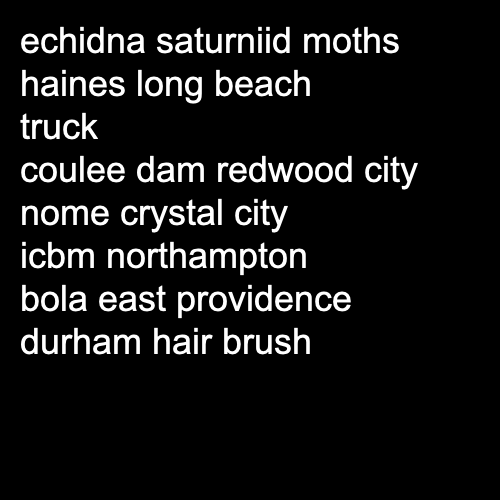 echidna saturniid moths
haines long beach
truck
coulee dam redwood city
nome crystal city
icbm northampton
bola east providence
durham hair brush